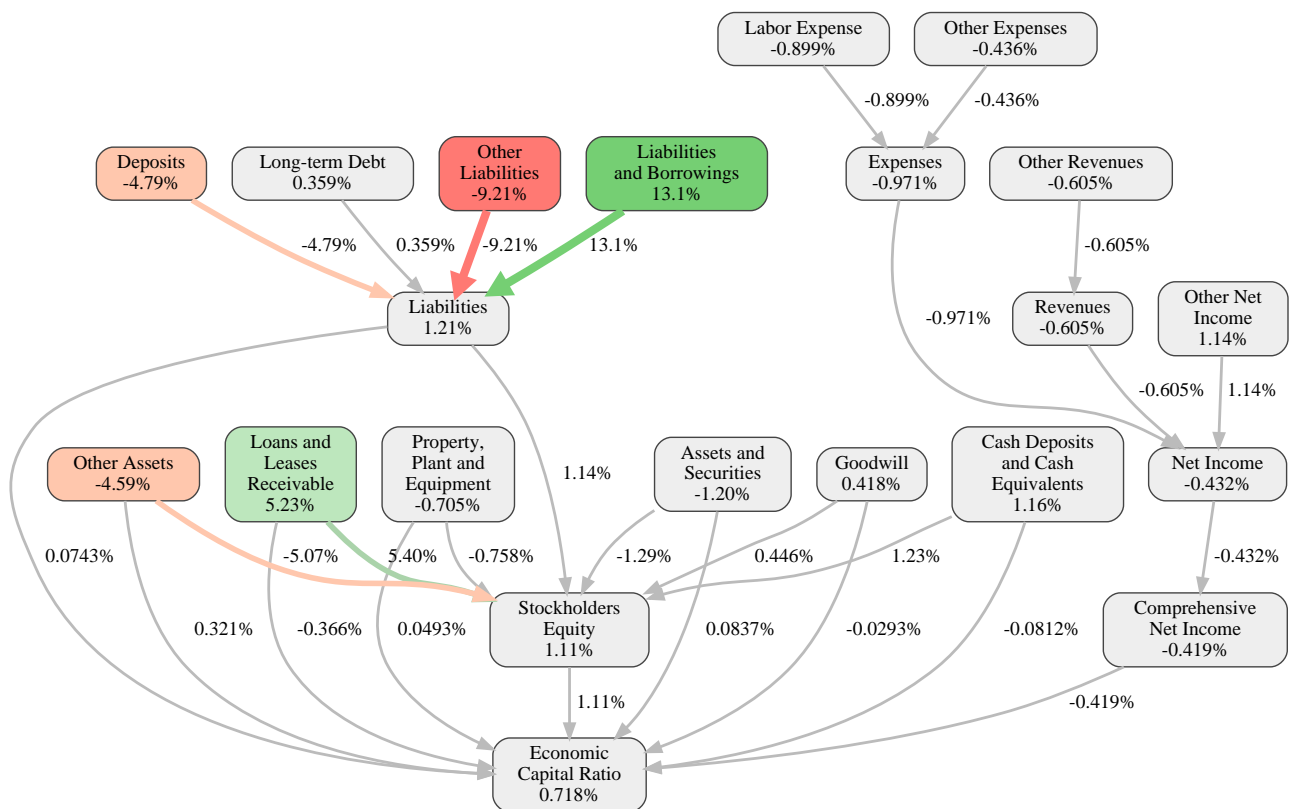 Labor Expense
-0.899%
Other Expenses
-0.436%
-0.899%
-0.436%
Deposits
-4.79%
Long-term Debt
0.359%
Other
Liabilities
-9.21%
Liabilities
and Borrowings
13.1%
Expenses
-0.971%
Other Revenues
-0.605%
-4.79%
0.359%
-9.21%
13.1%
-0.605%
Liabilities
1.21%
-0.971%
Revenues
-0.605%
Other Net
Income
1.14%
-0.605%
1.14%
Other Assets
-4.59%
Loans and
Leases
Receivable
5.23%
Property,
Plant and
Equipment
-0.705%
1.14%
Assets and
Securities
-1.20%
Goodwill
0.418%
Cash Deposits
and Cash
Equivalents
1.16%
Net Income
-0.432%
0.0743%
-5.07%
5.40%
-0.758%
-1.29%
0.446%
1.23%
-0.432%
0.321%
-0.366%
0.0493%
Stockholders
Equity
1.11%
0.0837%
-0.0293%
-0.0812%
Comprehensive
Net Income
-0.419%
1.11%
-0.419%
Economic
Capital Ratio
0.718%